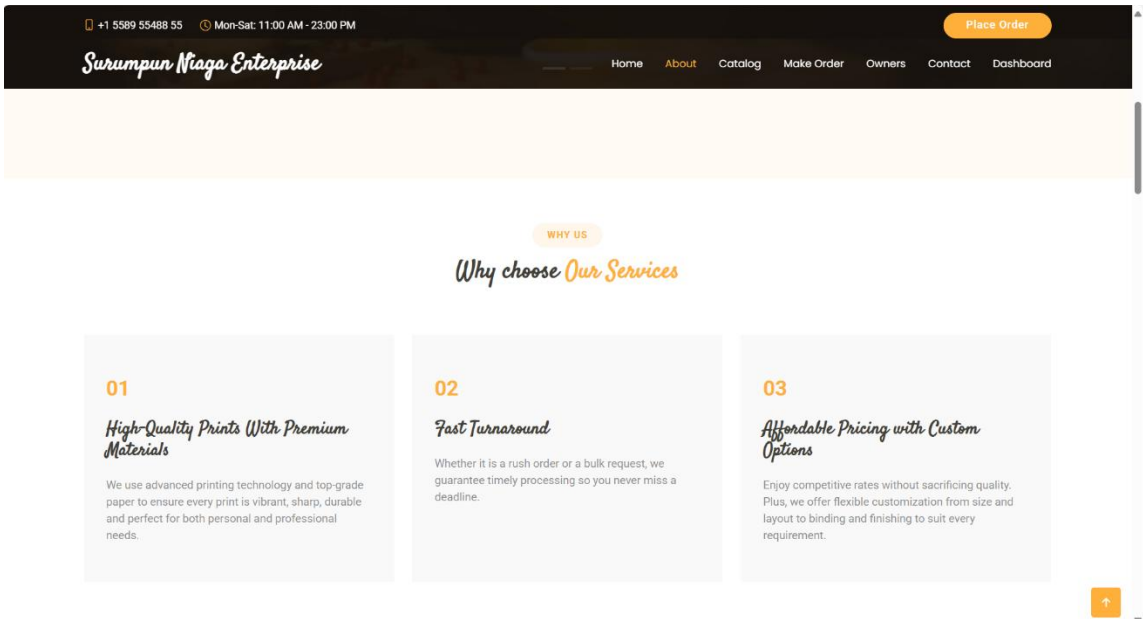 +1 5589 55488 55 Mon-Sat: 11:00 AM - 23:00 PM Place Order
Surumpun Niaga Enterprise Home About Catalog Make Order Owners Contact Dashboard
WHY US
Why choose Our Services
01
High-Quality Prints With Premium
Materials
We use advanced printing technology and top-grade
paper to ensure every print is vibrant, sharp, durable
and perfect for both personal and professional
needs.
02
Fast Turnaround
Whether it is a rush order or a bulk request, we
guarantee timely processing so you never miss a
deadline.
03
Affordable Pricing with Custom
Options
Enjoy competitive rates without sacrificing quality.
Plus, we offer flexible customization from size and
layout to binding and finishing to suit every
requirement.